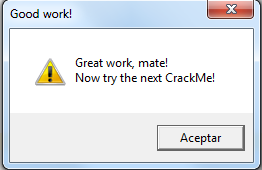 Good work!
Great work, mate!
Now try the next CrackMe!
Aceptar